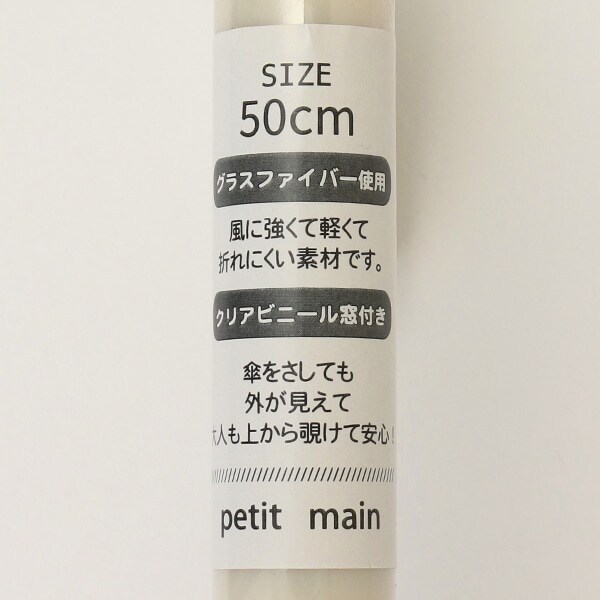 SIZE
50cm
グラスファイバー使用
風に強くて軽くて
折れにくい素材です。
クリアビニール窓付き
傘をさしても
外が見えて
大人も上から覗けて安心！
petit main